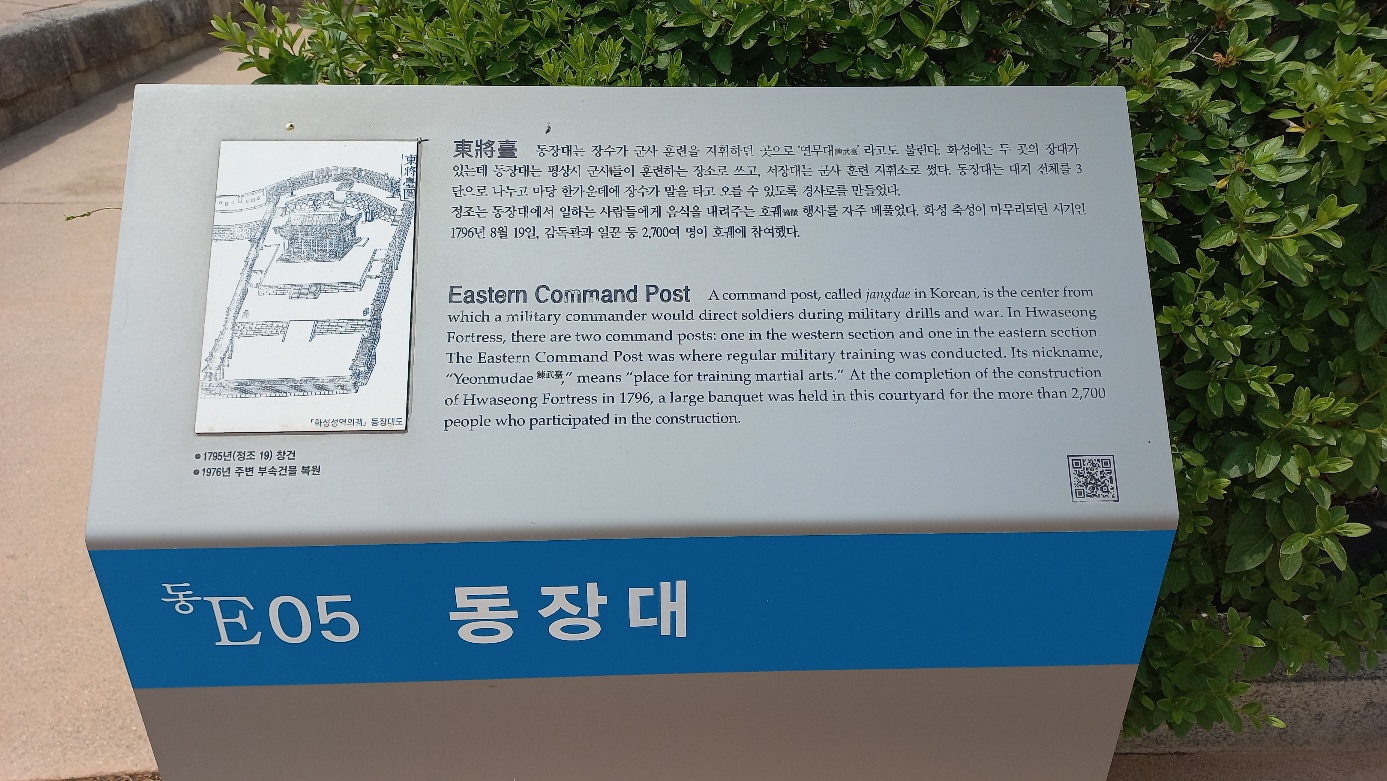 東將臺 동장대는 장수가 군사 훈련을 지휘하던 곳으로 '연무대鍊武臺' 라고도 불린다. 화성에는 두 곳의 장대가
있는데 동장대는 평상시 군사들이 훈련하는 장소로 쓰고, 서장대는 군사 훈련 지휘소로 썼다. 동장대는 대지 전체를 3
단으로 나누고 마당 한가운데에 장수가 말을 타고 오를 수 있도록 경사로를 만들었다.
정조는 동장대에서 일하는 사람들에게 음식을 내려주는 호궤犒饋 행사를 자주 베풀었다. 화성 축성이 마무리되던 시기인
1796년 8월 19일, 감독관과 일꾼 등 2,700여 명이 호궤에 참여했다.
Eastern Command Post A command post, called jangdae in Korean, is the center from
which a military commander would direct soldiers during military drills and war. In Hwaseong
Fortress, there are two command posts: one in the western section and one in the eastern section.
The Eastern Command Post was where regular military training was conducted. Its nickname,
“Yeonmudae 鍊武臺,” means “place for training martial arts.” At the completion of the construction
of Hwaseong Fortress in 1796, a large banquet was held in this courtyard for the more than 2,700
people who participated in the construction.
東將臺圖
「화성성역의궤」 동장대도
● 1795년(정조 19) 창건
● 1976년 주변 부속건물 복원
동E05 동장대